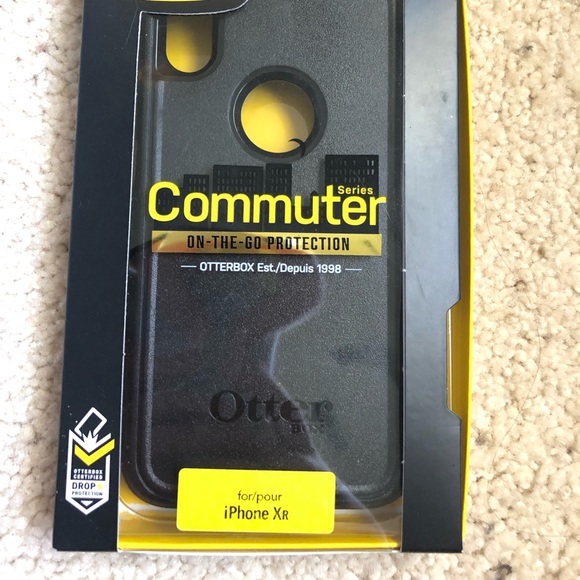 Series
Commuter
ON-THE-GO PROTECTION
OTTERBOX Est./Depuis 1998
Otter
BOX
OTTERBOX
CERTIFIED
DROP+
PROTECTION
for/pour
iPhone XR